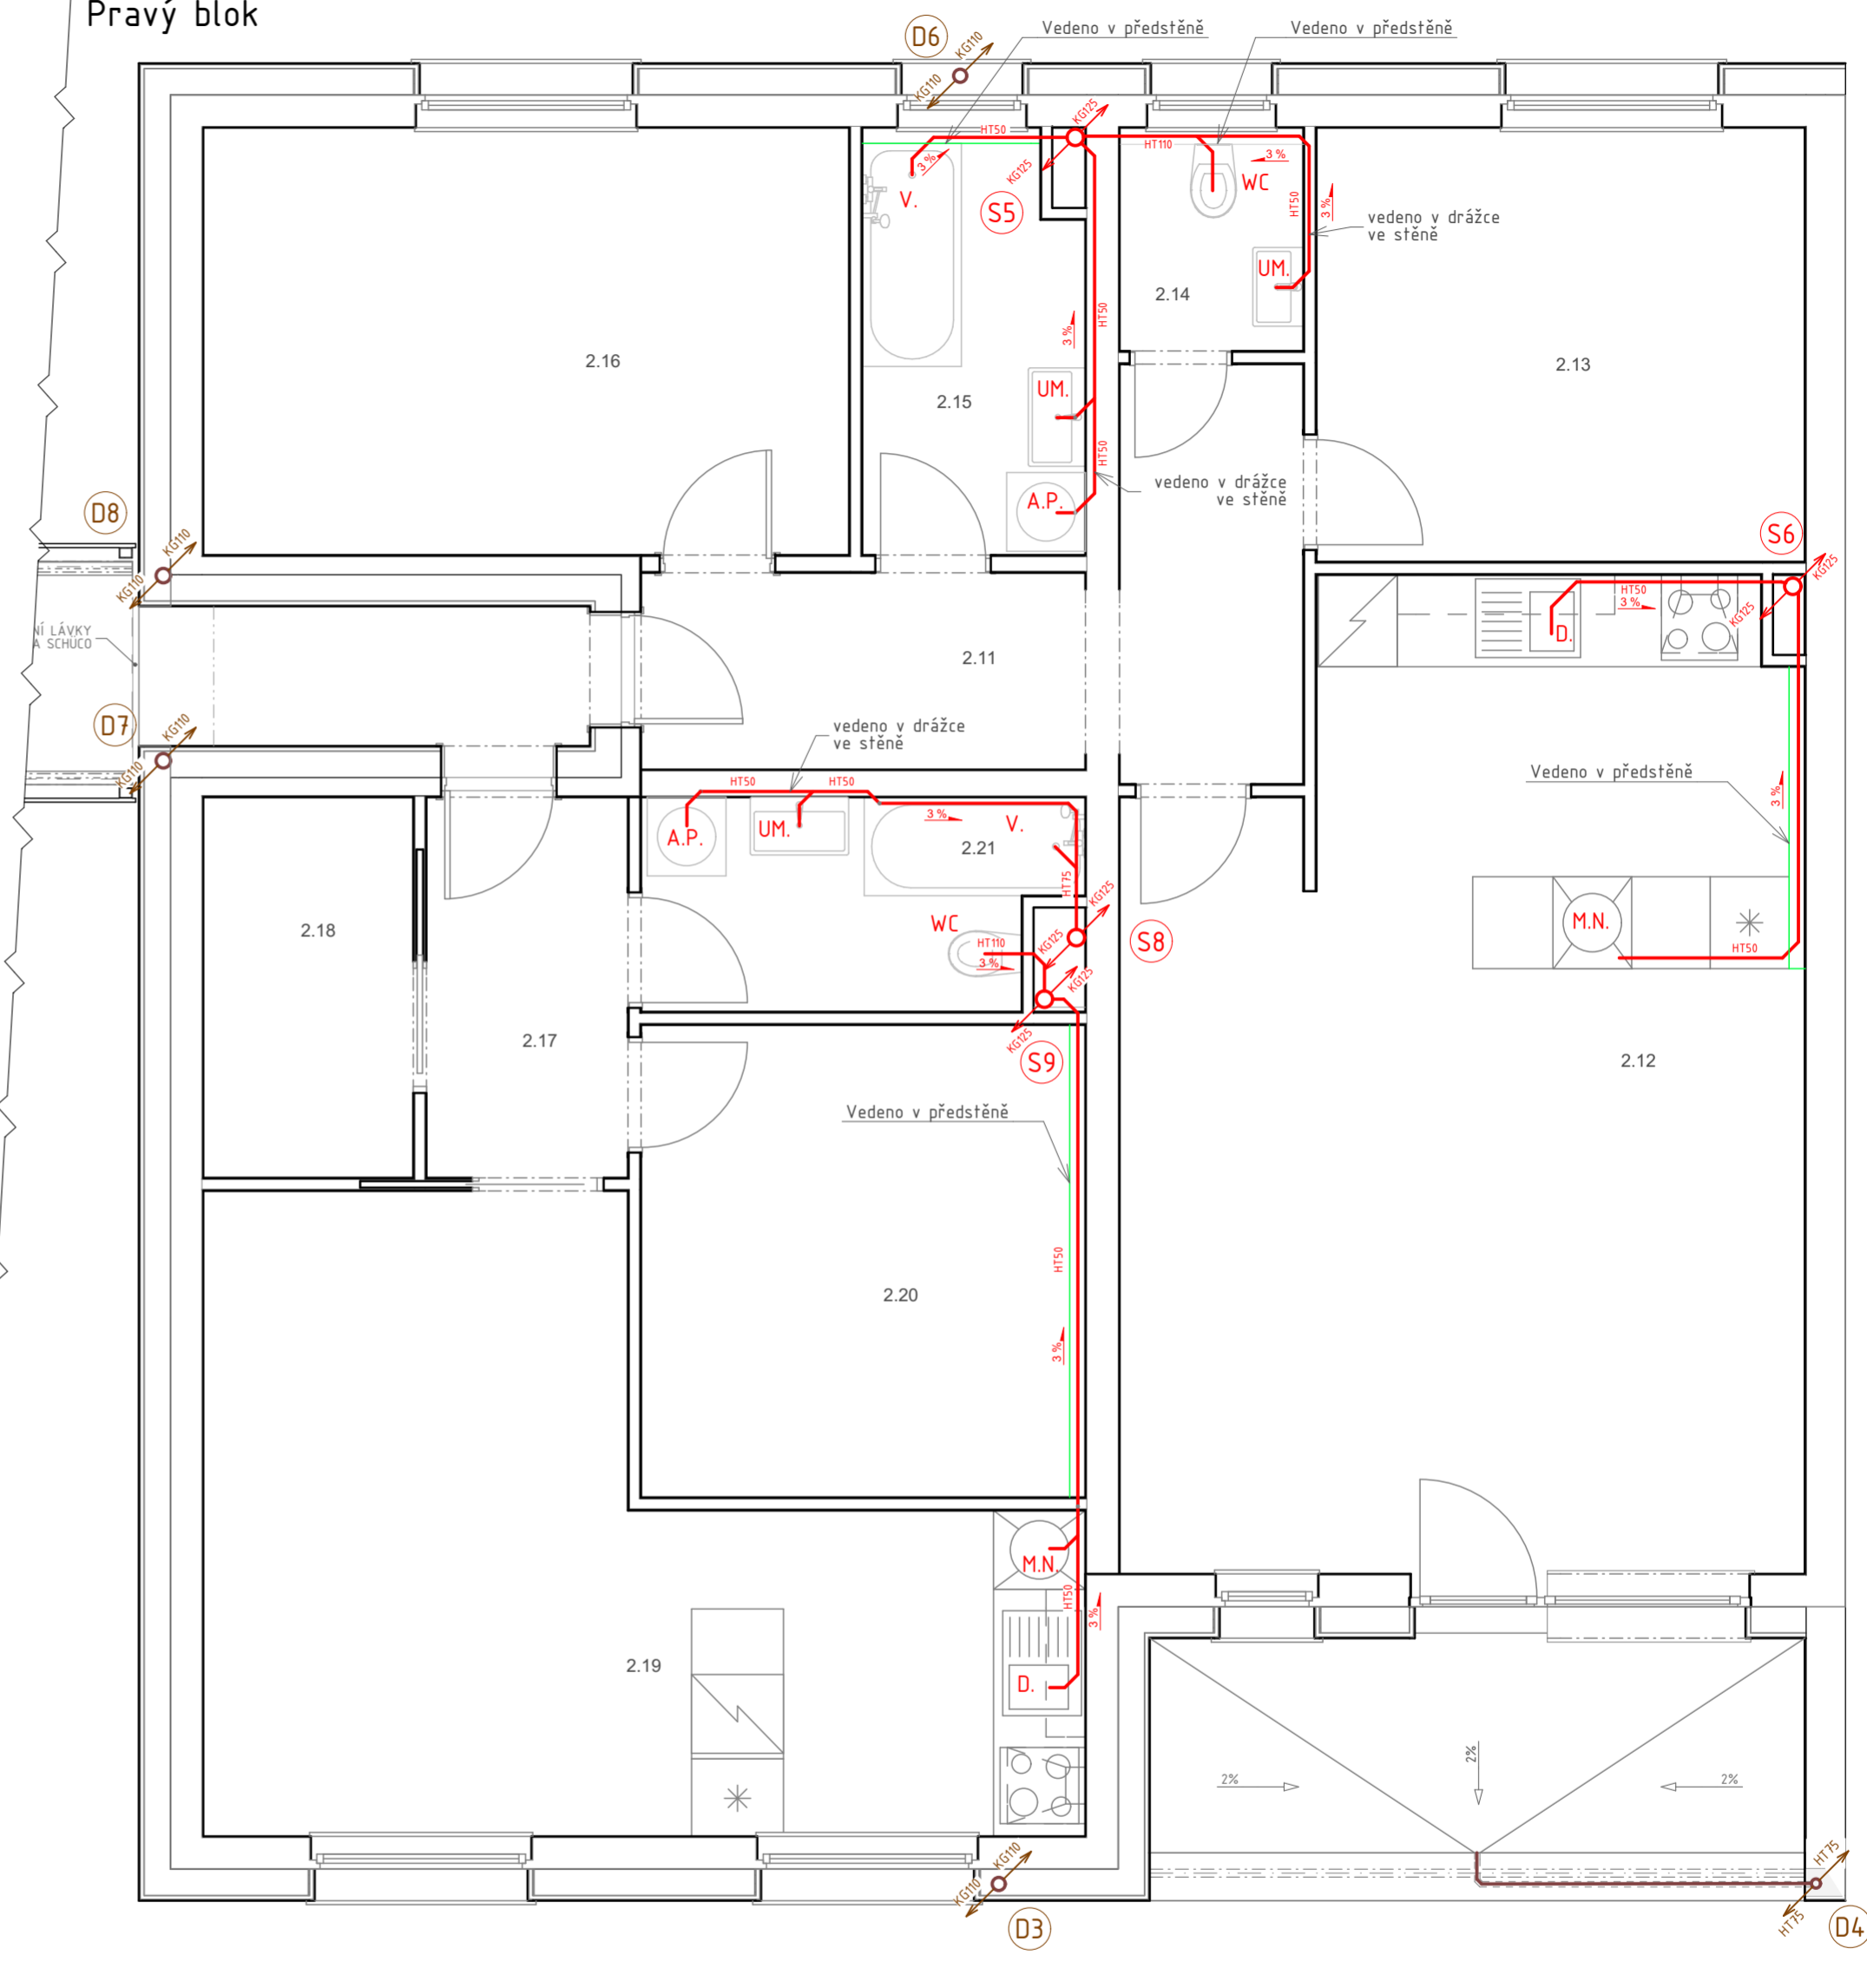 Pravý blok
D6
KG110
KG110
Vedeno v předstěně
Vedeno v předstěně
HT50
3 %
V.
KG125
KG125
S5
HT110
3 %
WC
HT50
3 %
vedeno v drážce
ve stěně
UM.
2.14
2.16
2.15
2.13
3 %
HT50
UM.
HT50
A.P.
vedeno v drážce
ve stěně
D8
KG110
KG110
S6
KG125
KG125
HT50
3 %
D.
NÍ LÁVKY
A SCHÜCO
2.11
D7
KG110
KG110
vedeno v drážce
ve stěně
Vedeno v předstěně
3 %
HT50
HT50
3 %
V.
A.P.
UM.
2.21
HT75
KG125
KG125
WC
HT110
3 %
S8
M.N.
HT50
2.18
KG125
KG125
S9
2.17
2.12
Vedeno v předstěně
HT50
3 %
2.20
M.N.
HT50
3 %
2.19
D.
2%
2%
2%
KG110
KG110
D3
HT75
HT75
D4